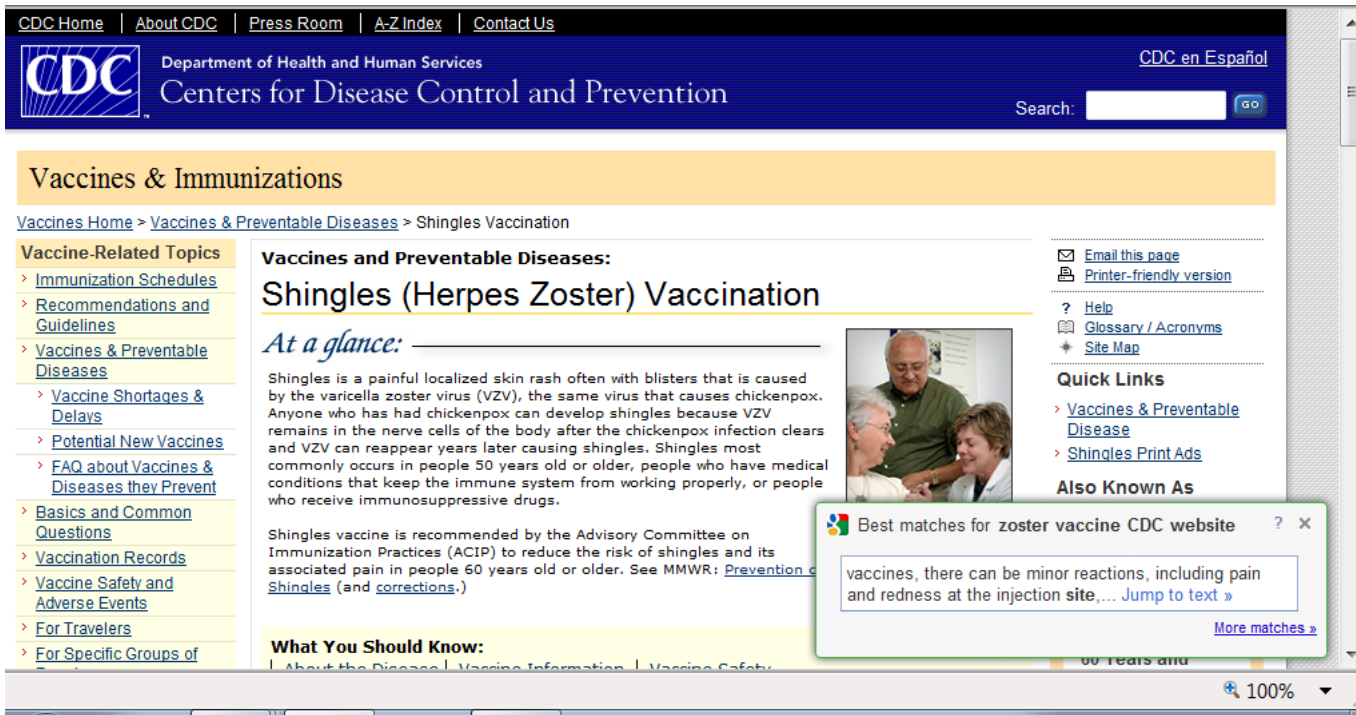 CDC Home | About CDC | Press Room | A-Z Index | Contact Us
CDC
Department of Health and Human Services
Centers for Disease Control and Prevention
CDC en Español
Search:
GO
Vaccines & Immunizations
Vaccines Home > Vaccines & Preventable Diseases > Shingles Vaccination
Vaccine-Related Topics
Immunization Schedules
Recommendations and
Guidelines
Vaccines & Preventable
Diseases
Vaccine Shortages &
Delays
Potential New Vaccines
FAQ about Vaccines &
Diseases they Prevent
Basics and Common
Questions
Vaccination Records
Vaccine Safety and
Adverse Events
For Travelers
For Specific Groups of
Vaccines and Preventable Diseases:
Shingles (Herpes Zoster) Vaccination
At a glance:
Shingles is a painful localized skin rash often with blisters that is caused
by the varicella zoster virus (VZV), the same virus that causes chickenpox.
Anyone who has had chickenpox can develop shingles because VZV
remains in the nerve cells of the body after the chickenpox infection clears
and VZV can reappear years later causing shingles. Shingles most
commonly occurs in people 50 years old or older, people who have medical
conditions that keep the immune system from working properly, or people
who receive immunosuppressive drugs.
Shingles vaccine is recommended by the Advisory Committee on
Immunization Practices (ACIP) to reduce the risk of shingles and its
associated pain in people 60 years old or older. See MMWR: Prevention
Shingles (and corrections.)
What You Should Know:
About the Disease | Vaccine Information | Vaccine Safety
Email this page
Printer-friendly version
? Help
Glossary / Acronyms
Site Map
Quick Links
Vaccines & Preventable
Disease
Shingles Print Ads
Also Known As
Best matches for zoster vaccine CDC website ? ×
vaccines, there can be minor reactions, including pain
and redness at the injection site,... Jump to text »
More matches »
60 Years and
100%